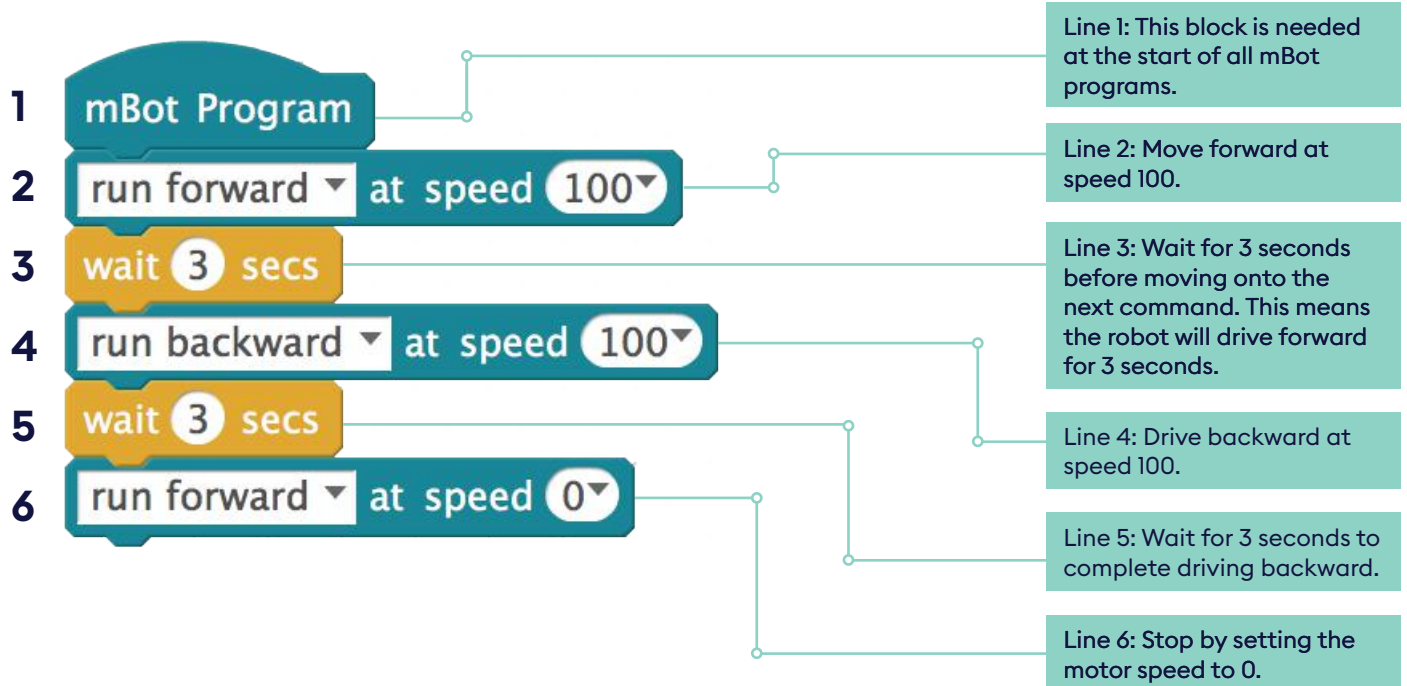 1
mBot Program
Line 1: This block is needed
at the start of all mBot
programs.
2
run forward at speed 100
Line 2: Move forward at
speed 100.
3
wait 3 secs
Line 3: Wait for 3 seconds
before moving onto the
next command. This means
the robot will drive forward
for 3 seconds.
4
run backward at speed 100
Line 4: Drive backward at
speed 100.
5
wait 3 secs
Line 5: Wait for 3 seconds to
complete driving backward.
6
run forward at speed 0
Line 6: Stop by setting the
motor speed to 0.